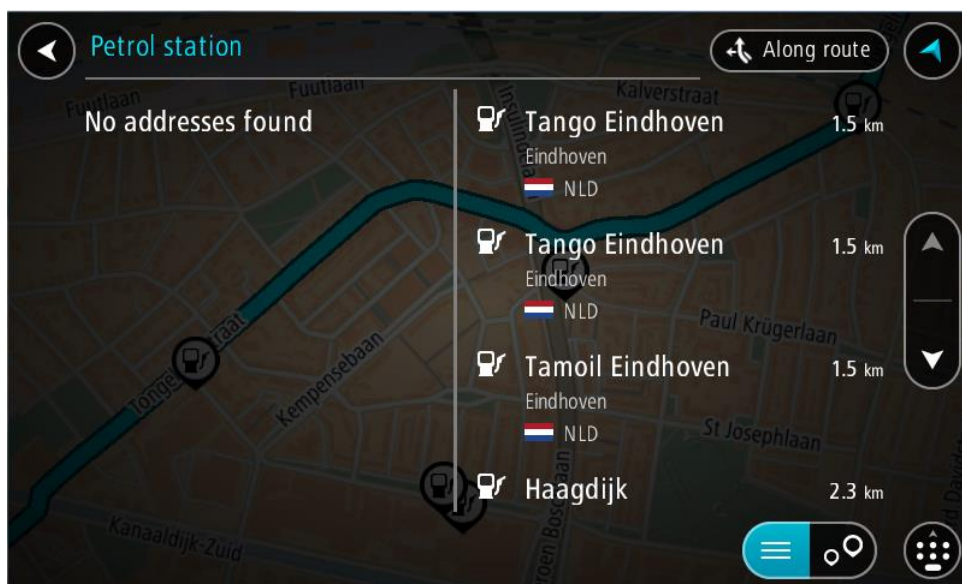 Petrol station
Along route
No addresses found
Tango Eindhoven
1.5 km
Eindhoven
NLD
Tango Eindhoven
1.5 km
Eindhoven
NLD
Tamoil Eindhoven
1.5 km
Eindhoven
NLD
Haagdijk
2.3 km
Fuutlaan
Fuutlaan
Kalverstraat
Paul Krügerlaan
Kempensebaan
St Josephlaan
Kanaaldijk-Zuid